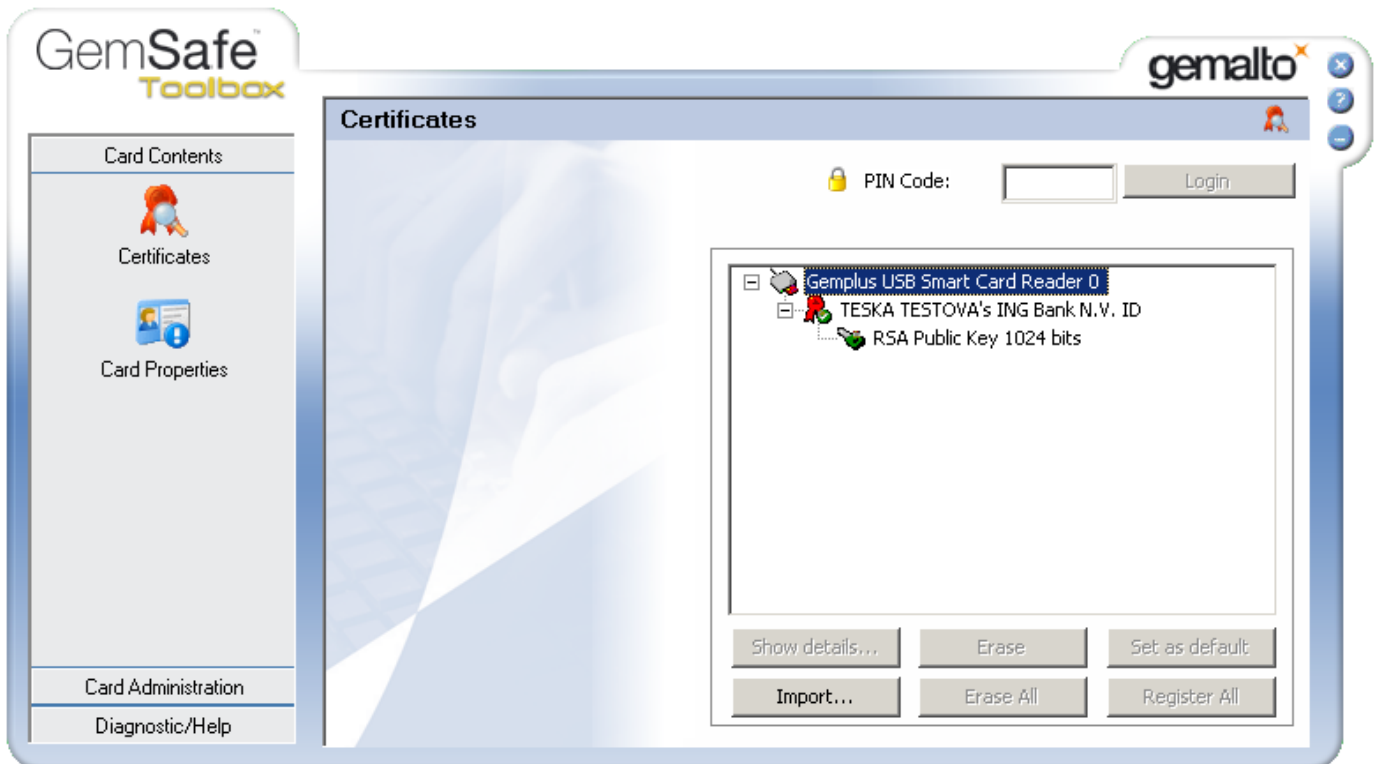 GemSafe™
Toolbox
gemalto
Certificates
Card Contents
Certificates
Card Properties
Card Administration
Diagnostic/Help
PIN Code:
Login
Gemplus USB Smart Card Reader 0
TESKA TESTOVA's ING Bank N.V. ID
RSA Public Key 1024 bits
Show details...
Erase
Set as default
Import...
Erase All
Register All